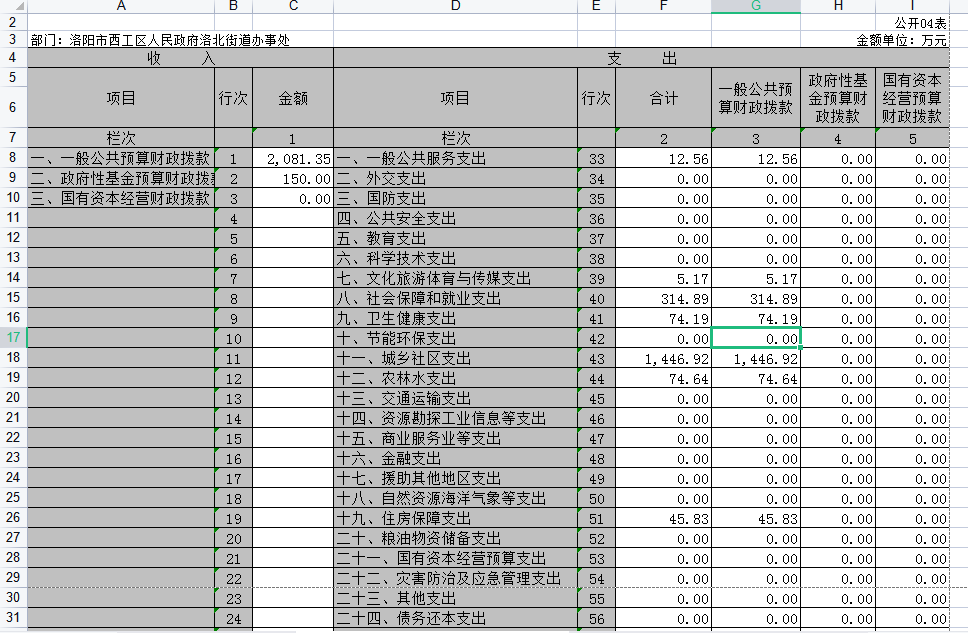 A B C D E F G H I
2 公开04表
3 部门：洛阳市西工区人民政府洛北街道办事处 金额单位：万元
4 收 入 支 出
5
6 项目 行次 金额 项目 行次 合计 一般公共预算财政拨款 政府性基金预算财政拨款 国有资本经营预算财政拨款
7 栏次 1 栏次 2 3 4 5
8 一、一般公共预算财政拨款 1 2,081.35 一、一般公共服务支出 33 12.56 12.56 0.00 0.00
9 二、政府性基金预算财政拨 2 150.00 二、外交支出 34 0.00 0.00 0.00 0.00
10 三、国有资本经营财政拨款 3 0.00 三、国防支出 35 0.00 0.00 0.00 0.00
11 4 四、公共安全支出 36 0.00 0.00 0.00 0.00
12 5 五、教育支出 37 0.00 0.00 0.00 0.00
13 6 六、科学技术支出 38 0.00 0.00 0.00 0.00
14 7 七、文化旅游体育与传媒支出 39 5.17 5.17 0.00 0.00
15 8 八、社会保障和就业支出 40 314.89 314.89 0.00 0.00
16 9 九、卫生健康支出 41 74.19 74.19 0.00 0.00
17 10 十、节能环保支出 42 0.00 0.00 0.00 0.00
18 11 十一、城乡社区支出 43 1,446.92 1,446.92 0.00 0.00
19 12 十二、农林水支出 44 74.64 74.64 0.00 0.00
20 13 十三、交通运输支出 45 0.00 0.00 0.00 0.00
21 14 十四、资源勘探工业信息等支出 46 0.00 0.00 0.00 0.00
22 15 十五、商业服务业等支出 47 0.00 0.00 0.00 0.00
23 16 十六、金融支出 48 0.00 0.00 0.00 0.00
24 17 十七、援助其他地区支出 49 0.00 0.00 0.00 0.00
25 18 十八、自然资源海洋气象等支出 50 0.00 0.00 0.00 0.00
26 19 十九、住房保障支出 51 45.83 45.83 0.00 0.00
27 20 二十、粮油物资储备支出 52 0.00 0.00 0.00 0.00
28 21 二十一、国有资本经营预算支出 53 0.00 0.00 0.00 0.00
29 22 二十二、灾害防治及应急管理支出 54 0.00 0.00 0.00 0.00
30 23 二十三、其他支出 55 0.00 0.00 0.00 0.00
31 24 二十四、债务还本支出 56 0.00 0.00 0.00 0.00